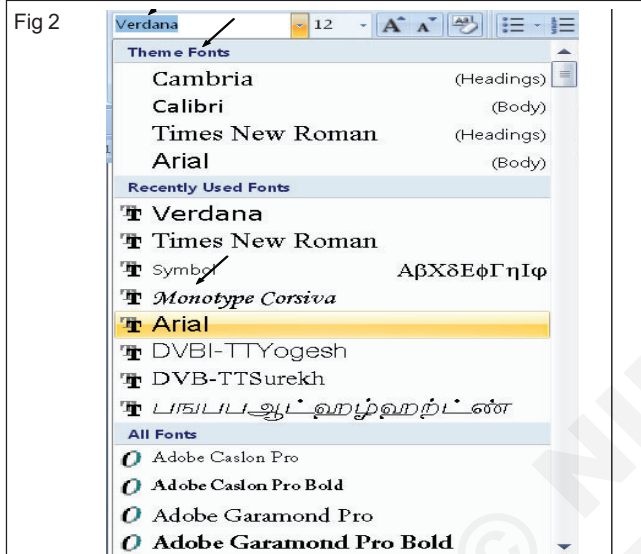 Fig 2
Verdana 12
Theme Fonts
Cambria (Headings)
Calibri (Body)
Times New Roman (Headings)
Arial (Body)
Recently Used Fonts
Verdana
Times New Roman
Symbol ΑβΧδΕφΓηΙφ
Monotype Corsiva
Arial
DVBI-TTYogesh
DVB-TTSurekh
All Fonts
Adobe Caslon Pro
Adobe Caslon Pro Bold
Adobe Garamond Pro
Adobe Garamond Pro Bold